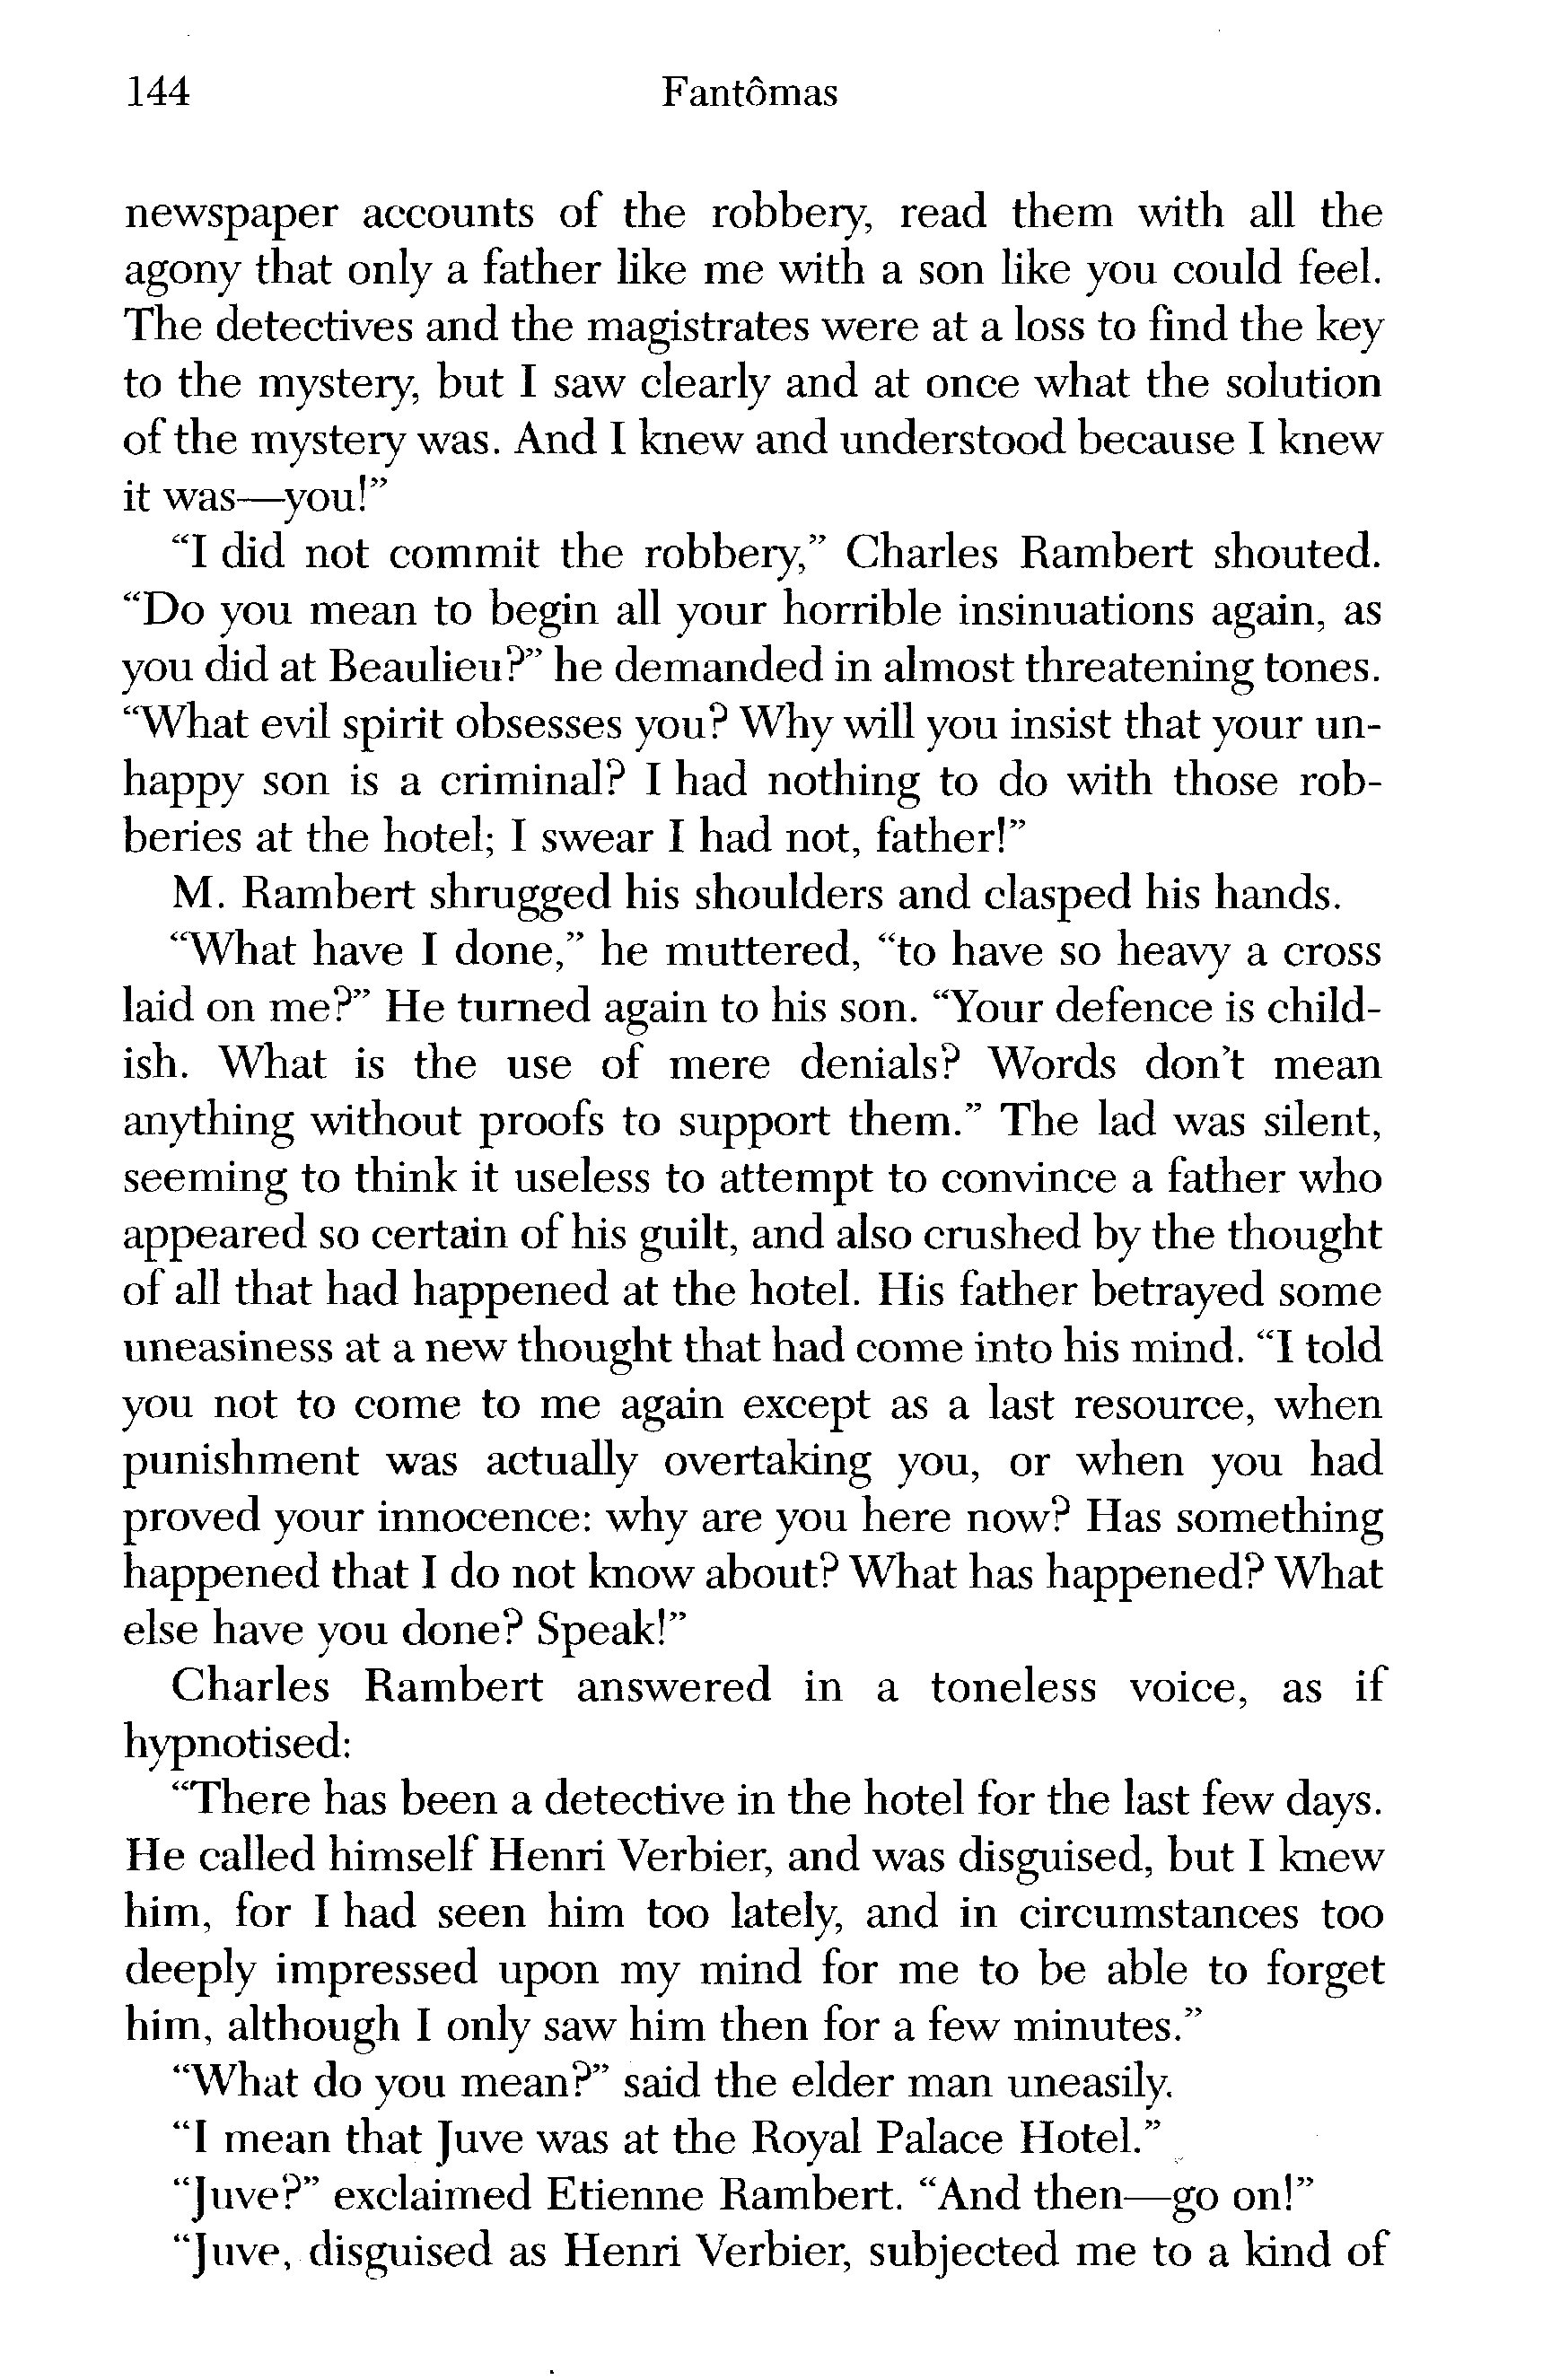 144 Fantômas
newspaper accounts of the robbery, read them with all the
agony that only a father like me with a son like you could feel.
The detectives and the magistrates were at a loss to find the key
to the mystery, but I saw clearly and at once what the solution
of the mystery was. And I knew and understood because I knew
it was—you!”
“I did not commit the robbery,” Charles Rambert shouted.
“Do you mean to begin all your horrible insinuations again, as
you did at Beaulieu?” he demanded in almost threatening tones.
“What evil spirit obsesses you? Why will you insist that your un-
happy son is a criminal? I had nothing to do with those rob-
beries at the hotel; I swear I had not, father!”
M. Rambert shrugged his shoulders and clasped his hands.
“What have I done,” he muttered, “to have so heavy a cross
laid on me?” He turned again to his son. “Your defence is child-
ish. What is the use of mere denials? Words don’t mean
anything without proofs to support them.” The lad was silent,
seeming to think it useless to attempt to convince a father who
appeared so certain of his guilt, and also crushed by the thought
of all that had happened at the hotel. His father betrayed some
uneasiness at a new thought that had come into his mind. “I told
you not to come to me again except as a last resource, when
punishment was actually overtaking you, or when you had
proved your innocence: why are you here now? Has something
happened that I do not know about? What has happened? What
else have you done? Speak!”
Charles Rambert answered in a toneless voice, as if
hypnotised:
“There has been a detective in the hotel for the last few days.
He called himself Henri Verbier, and was disguised, but I knew
him, for I had seen him too lately, and in circumstances too
deeply impressed upon my mind for me to be able to forget
him, although I only saw him then for a few minutes.”
“What do you mean?” said the elder man uneasily.
“I mean that Juve was at the Royal Palace Hotel.”
“Juve?” exclaimed Etienne Rambert. “And then—go on!”
“Juve, disguised as Henri Verbier, subjected me to a kind of